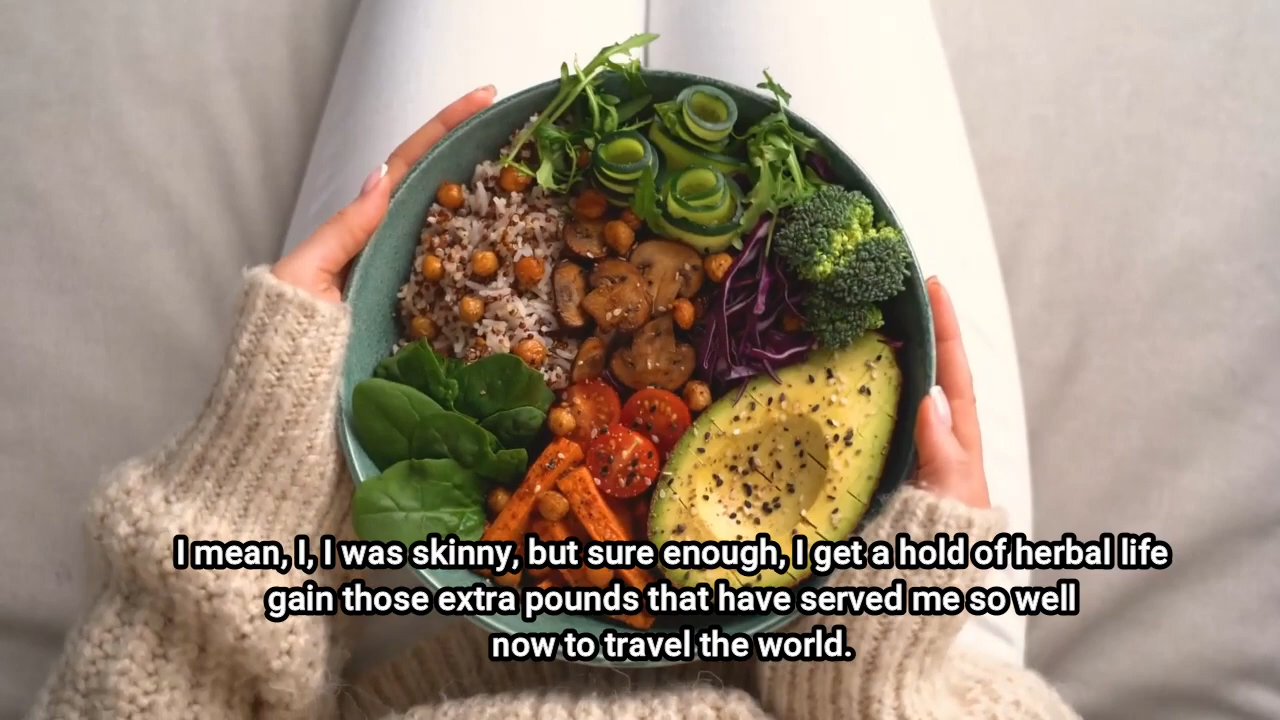 I mean, I, I was skinny, but sure enough, I get a hold of herbal life
gain those extra pounds that have served me so well
now to travel the world.